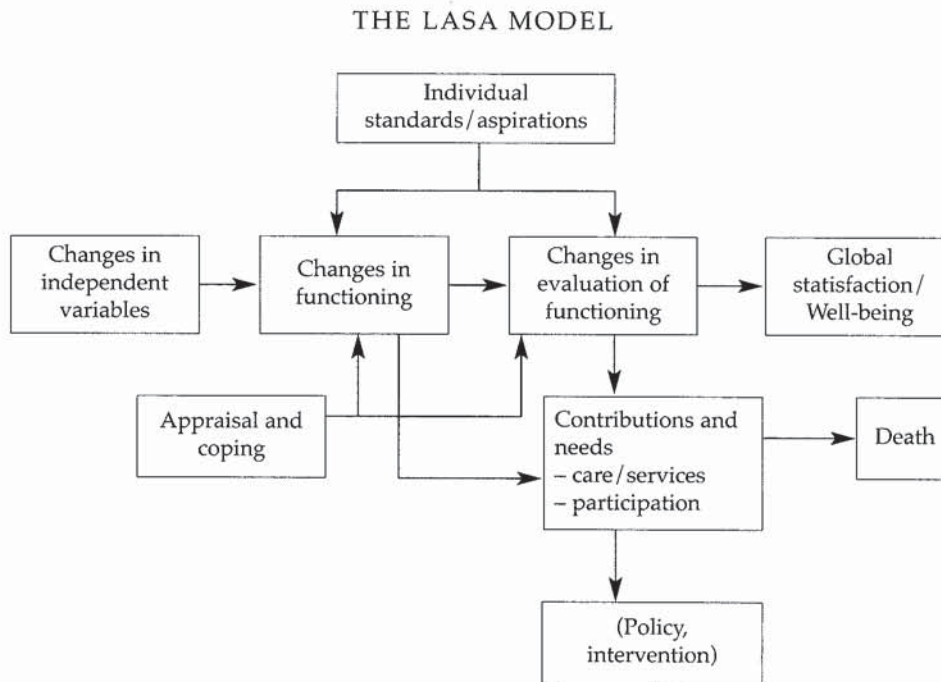 THE LASA MODEL
Individual
standards/aspirations
Changes in
independent
variables
Changes in
functioning
Changes in
evaluation of
functioning
Global
statisfaction/
Well-being
Appraisal and
coping
Contributions and
needs
– care/services
– participation
Death
(Policy,
intervention)